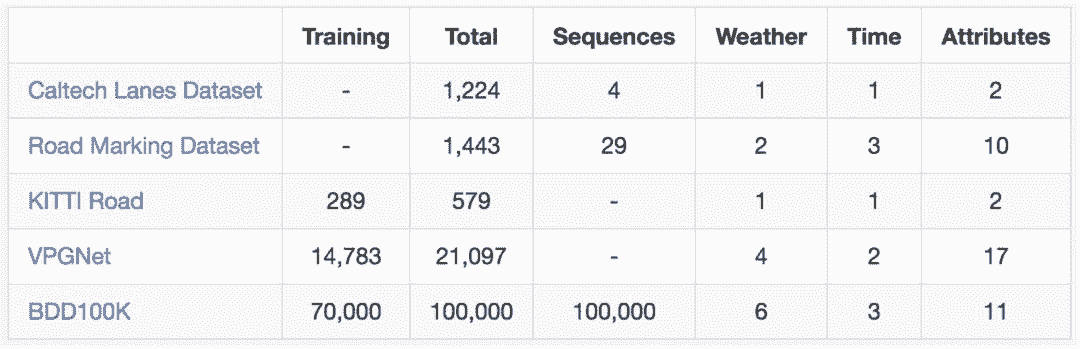 Training Total Sequences Weather Time Attributes
Caltech Lanes Dataset - 1,224 4 1 1 2
Road Marking Dataset - 1,443 29 2 3 10
KITTI Road 289 579 - 1 1 2
VPGNet 14,783 21,097 - 4 2 17
BDD100K 70,000 100,000 100,000 6 3 11